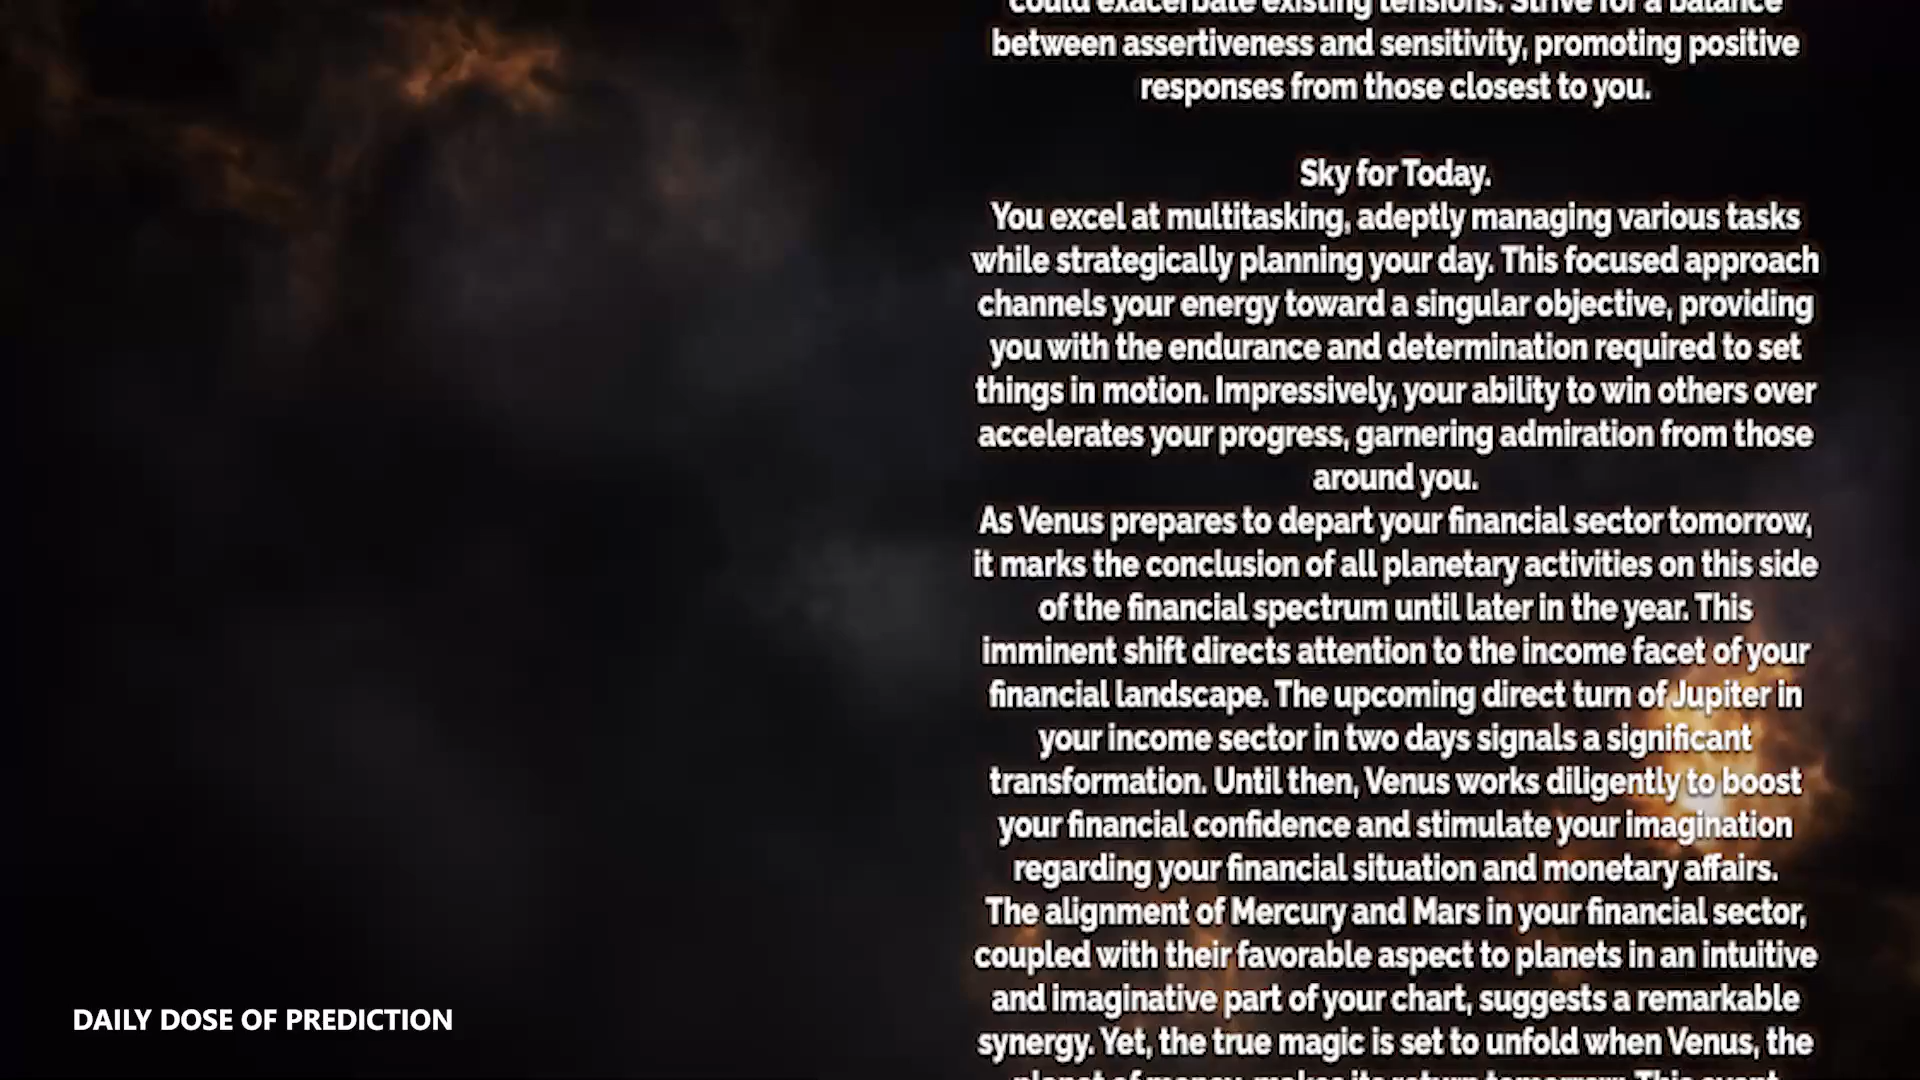 could exacerbate existing tensions. Strive for a balance
between assertiveness and sensitivity, promoting positive
responses from those closest to you.
Sky for Today.
You excel at multitasking, adeptly managing various tasks
while strategically planning your day. This focused approach
channels your energy toward a singular objective, providing
you with the endurance and determination required to set
things in motion. Impressively, your ability to win others over
accelerates your progress, garnering admiration from those
around you.
As Venus prepares to depart your financial sector tomorrow,
it marks the conclusion of all planetary activities on this side
of the financial spectrum until later in the year. This
imminent shift directs attention to the income facet of your
financial landscape. The upcoming direct turn of Jupiter in
your income sector in two days signals a significant
transformation. Until then, Venus works diligently to boost
your financial confidence and stimulate your imagination
regarding your financial situation and monetary affairs.
The alignment of Mercury and Mars in your financial sector,
coupled with their favorable aspect to planets in an intuitive
and imaginative part of your chart, suggests a remarkable
synergy. Yet, the true magic is set to unfold when Venus, the
planet of money, makes its return tomorrow. This event
DAILY DOSE OF PREDICTION